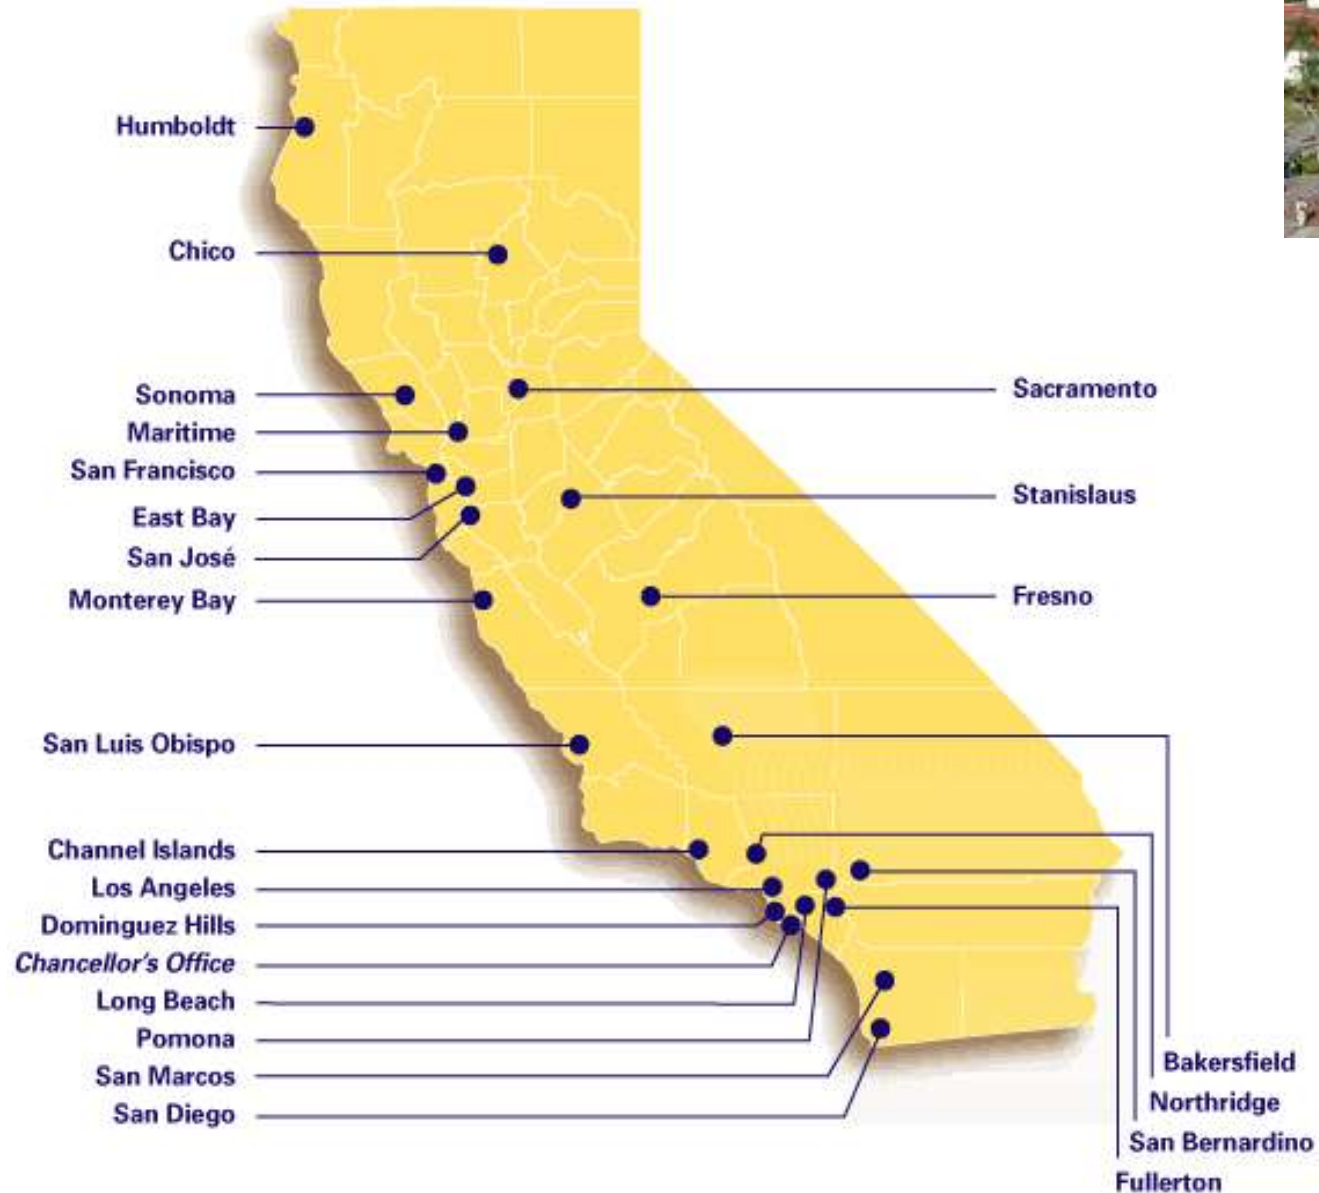 Humboldt
Chico
Sonoma
Maritime
San Francisco
East Bay
San José
Monterey Bay
San Luis Obispo
Channel Islands
Los Angeles
Dominguez Hills
Chancellor's Office
Long Beach
Pomona
San Marcos
San Diego
Sacramento
Stanislaus
Fresno
Bakersfield
Northridge
San Bernardino
Fullerton